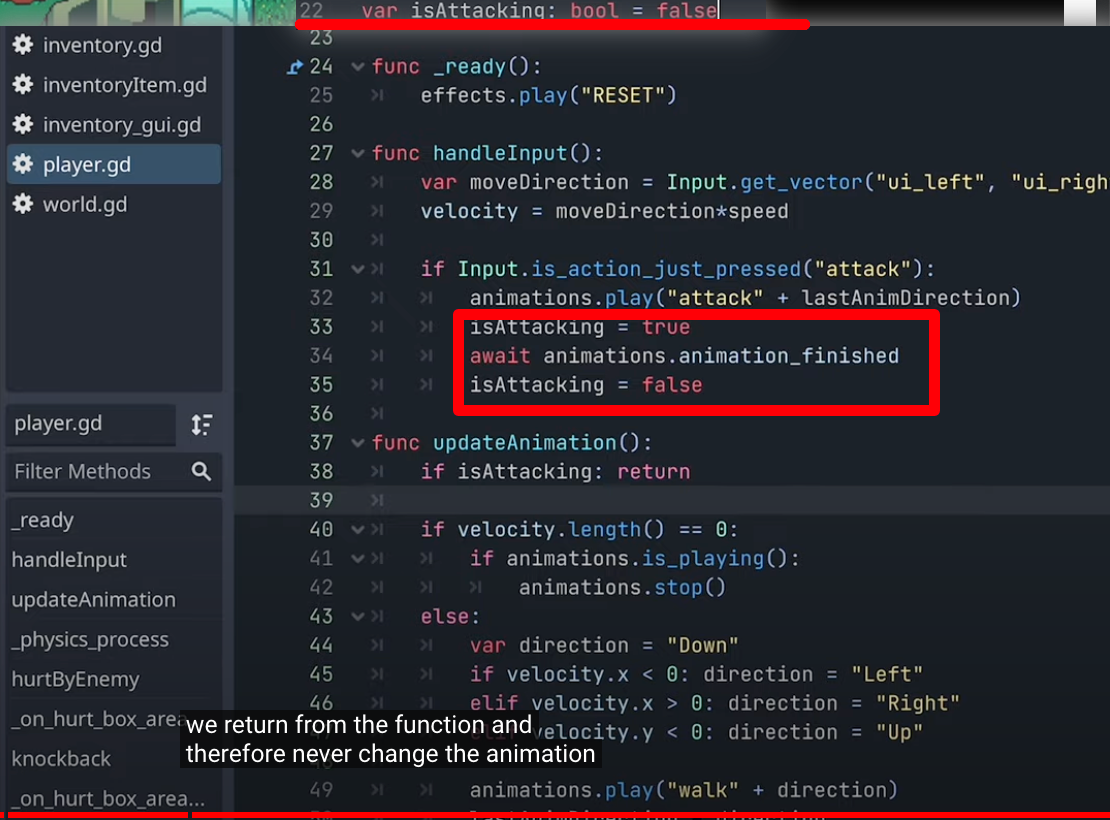 22 var isAttacking: bool = false
inventory.gd
inventoryItem.gd
inventory_gui.gd
player.gd
world.gd
player.gd
Filter Methods
_ready
handleInput
updateAnimation
_physics_process
hurtByEnemy
_on_hurt_box_area
knockback
_on_hurt_box_area...
23
24 func _ready():
25 effects.play("RESET")
26
27 func handleInput():
28 var moveDirection = Input.get_vector("ui_left", "ui_righ
29 velocity = moveDirection*speed
30
31 if Input.is_action_just_pressed("attack"):
32 animations.play("attack" + lastAnimDirection)
33 isAttacking = true
34 await animations.animation_finished
35 isAttacking = false
36
37 func updateAnimation():
38 if isAttacking: return
39
40 if velocity.length() == 0:
41 if animations.is_playing():
42 animations.stop()
43 else:
44 var direction = "Down"
45 if velocity.x < 0: direction = "Left"
46 elif velocity.x > 0: direction = "Right"
velocity.y < 0: direction = "Up"
49 animations.play("walk" + direction)
we return from the function and
therefore never change the animation